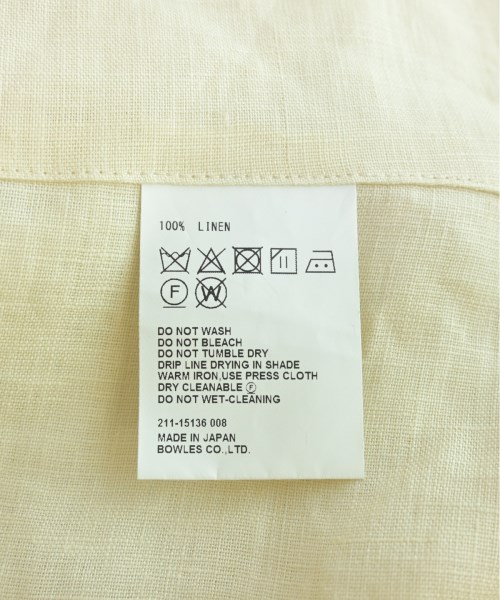 100% LINEN
F W
DO NOT WASH
DO NOT BLEACH
DO NOT TUMBLE DRY
DRIP LINE DRYING IN SHADE
WARM IRON,USE PRESS CLOTH
DRY CLEANABLE Ⓕ
DO NOT WET-CLEANING
211-15136 008
MADE IN JAPAN
BOWLES CO.,LTD.